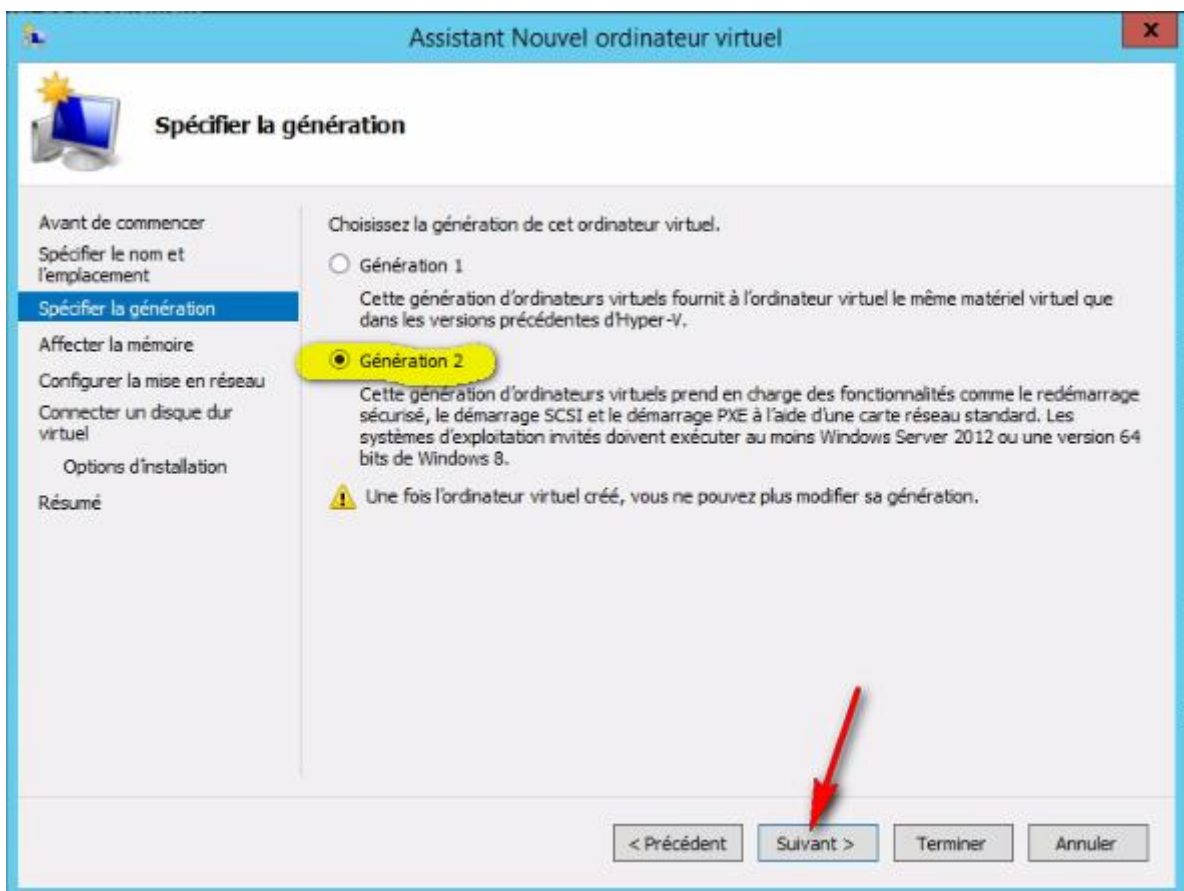 Assistant Nouvel ordinateur virtuel
x
Spécifier la génération
Avant de commencer
Spécifier le nom et
l'emplacement
Spécifier la génération
Affecter la mémoire
Configurer la mise en réseau
Connecter un disque dur
virtuel
Options d'installation
Résumé
Choisissez la génération de cet ordinateur virtuel.
Génération 1
Cette génération d'ordinateurs virtuels fournit à l'ordinateur virtuel le même matériel virtuel que
dans les versions précédentes d'Hyper-V.
Génération 2
Cette génération d'ordinateurs virtuels prend en charge des fonctionnalités comme le redémarrage
sécurisé, le démarrage SCSI et le démarrage PXE à l'aide d'une carte réseau standard. Les
systèmes d'exploitation invités doivent exécuter au moins Windows Server 2012 ou une version 64
bits de Windows 8.
Une fois l'ordinateur virtuel créé, vous ne pouvez plus modifier sa génération.
< Précédent
Suivant >
Terminer
Annuler